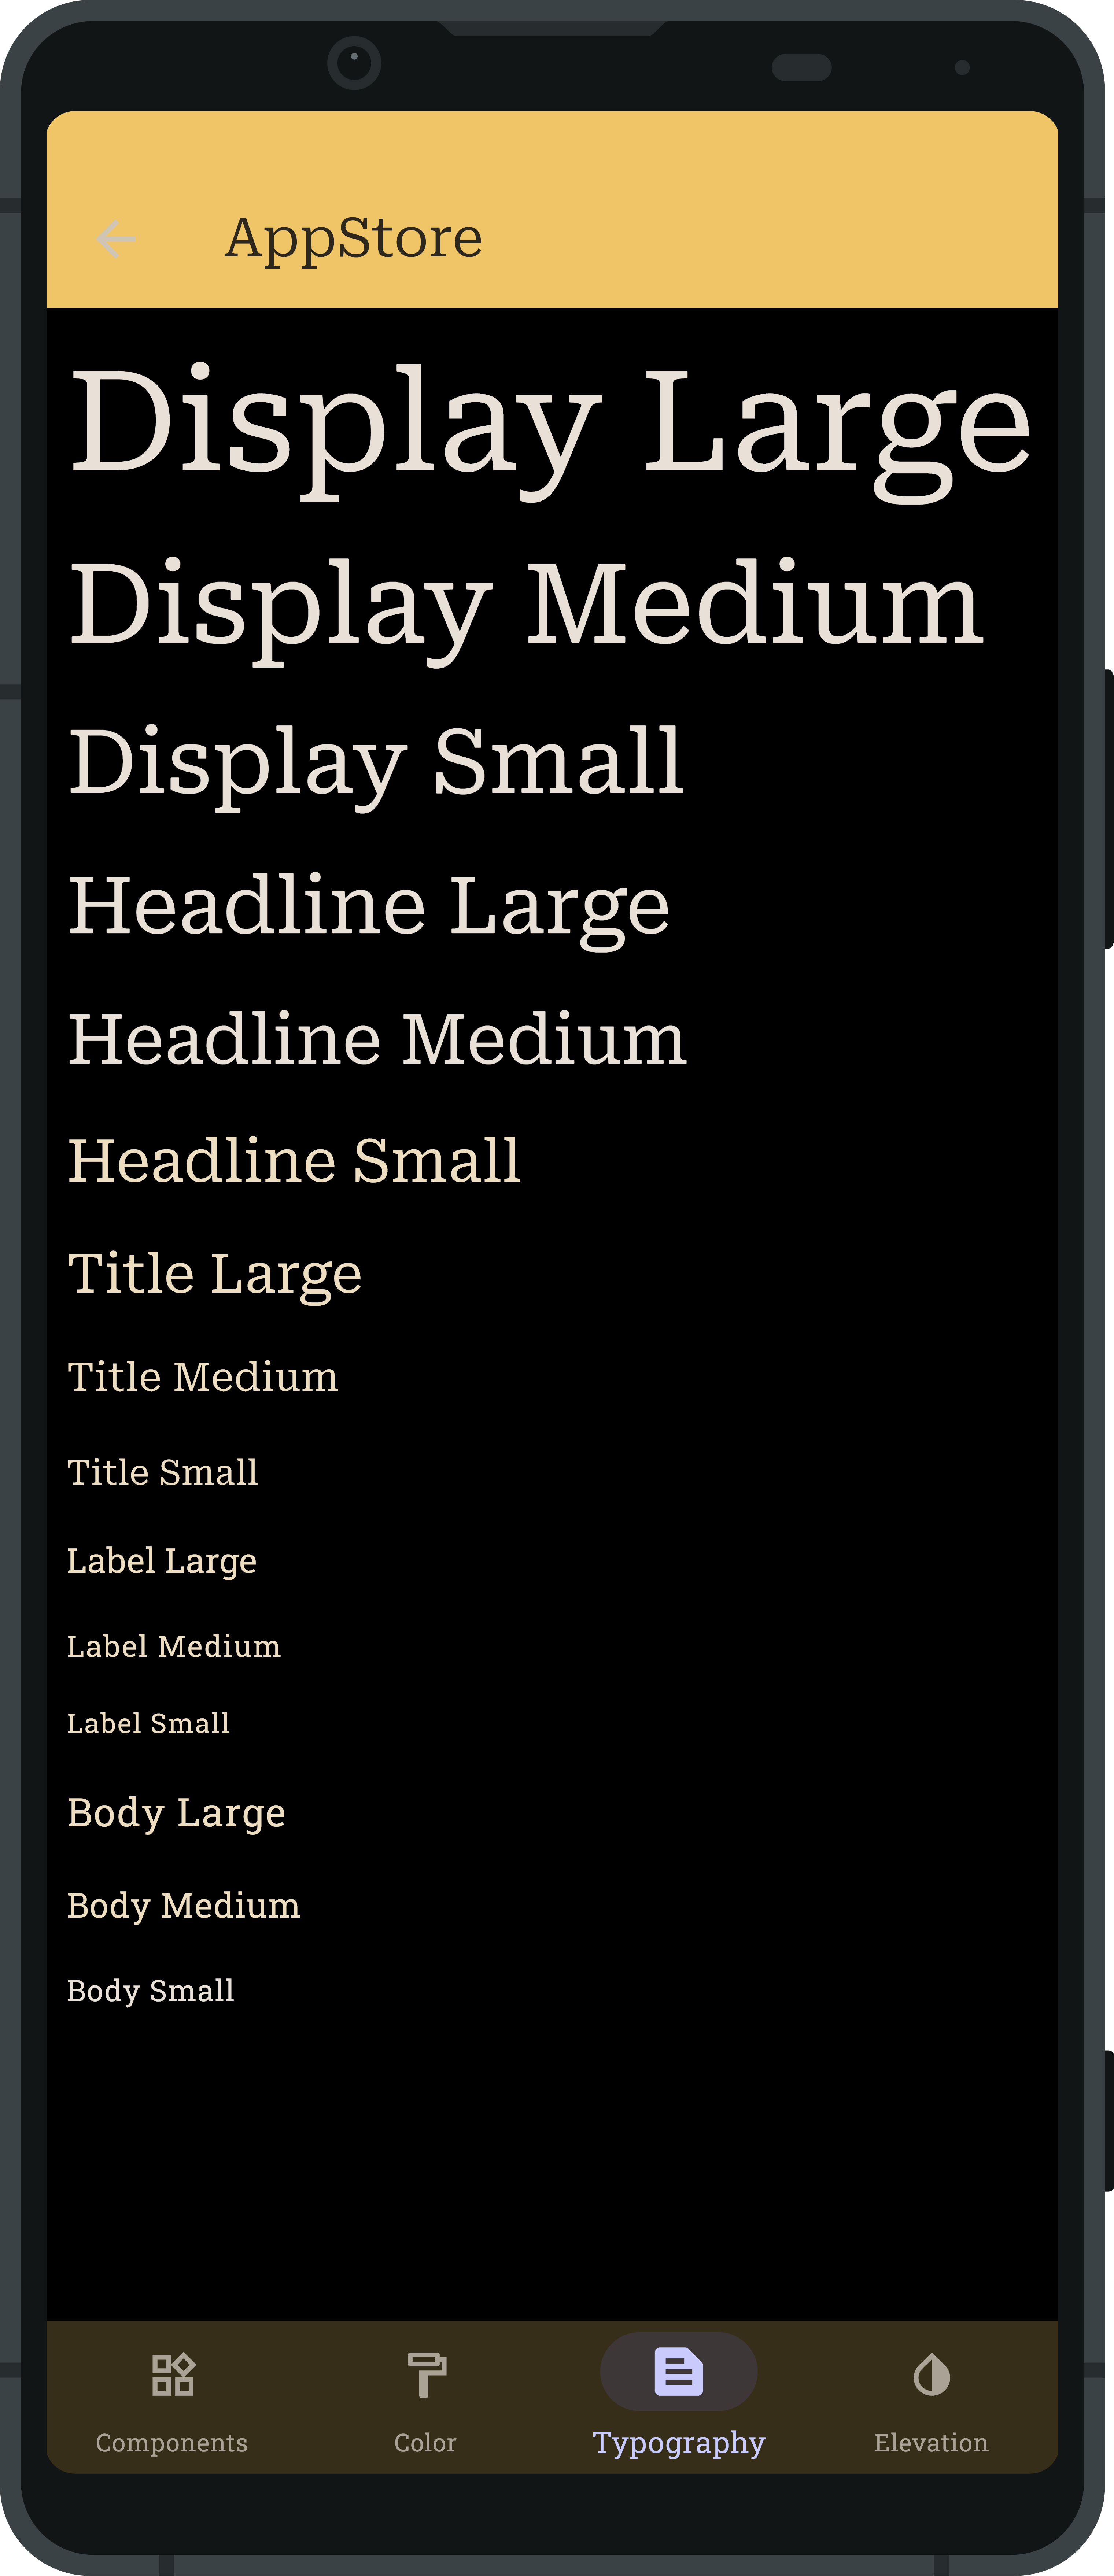 AppStore
Display Large
Display Medium
Display Small
Headline Large
Headline Medium
Headline Small
Title Large
Title Medium
Title Small
Label Large
Label Medium
Label Small
Body Large
Body Medium
Body Small
Components Color Typography Elevation